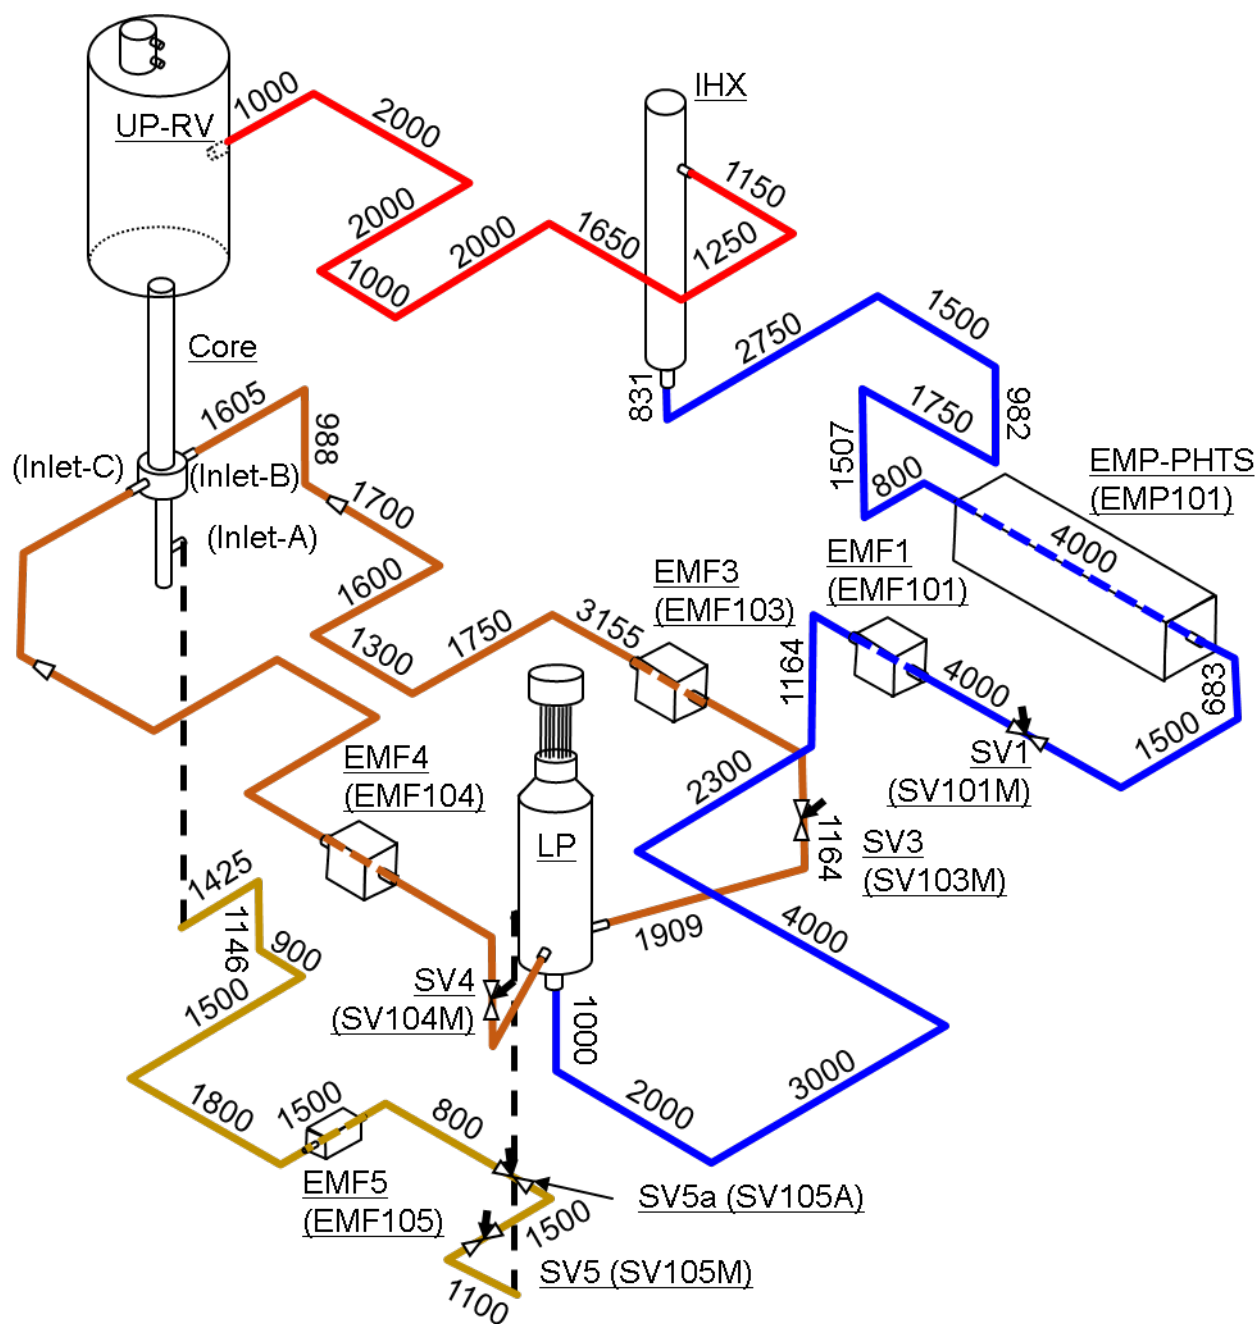 IHX
1000
2000
UP-RV
1150
2000
2000
1650
1250
1000
2750
1500
Core
831
982
1605
988
1750
(Inlet-C)
(Inlet-B)
1507
800
EMP-PHTS
(EMP101)
1700
4000
(Inlet-A)
EMF3
(EMF103)
EMF1
(EMF101)
1600
1300
1750
3155
1164
4000
683
1500
SV1
(SV101M)
EMF4
(EMF104)
2300
LP
1164
SV3
(SV103M)
1425
1146
900
1909
4000
1500
SV4
(SV104M)
1000
2000
3000
1800
1500
800
EMF5
(EMF105)
SV5a (SV105A)
1500
SV5 (SV105M)
1100